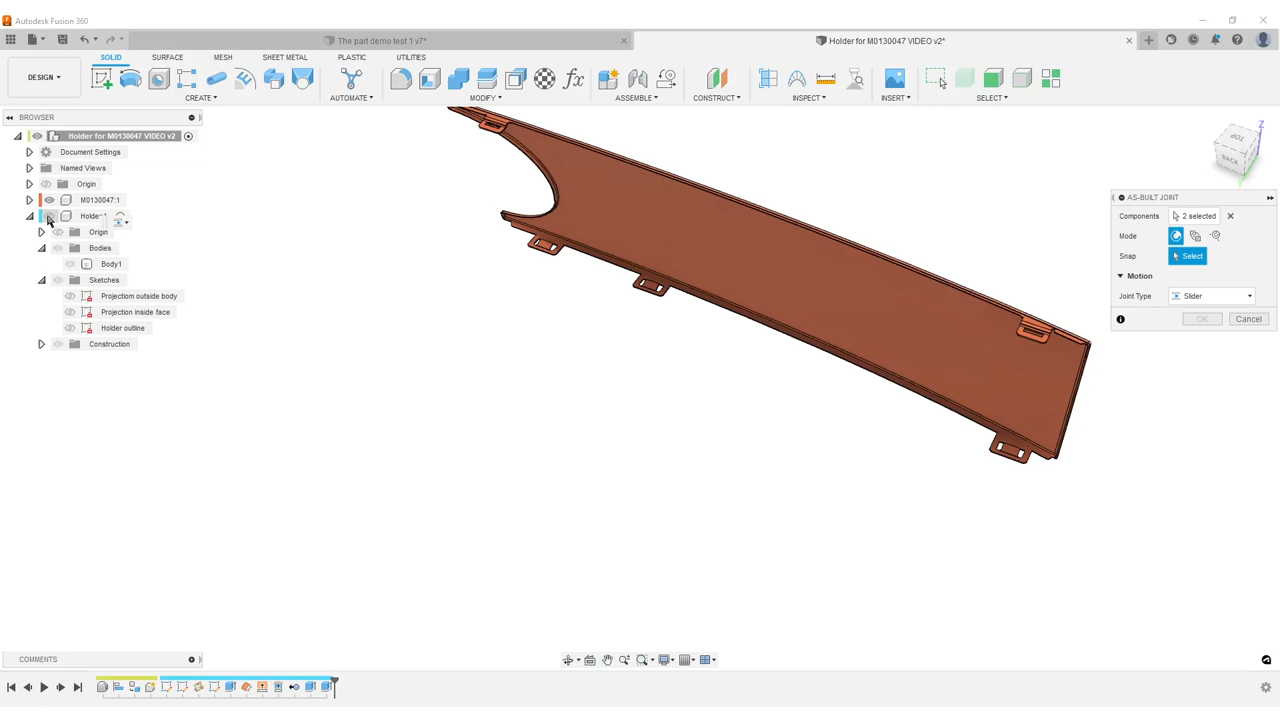 Autodesk Fusion 360
The part demo test 1 v7*
Holder for M0130047 VIDEO v2*
SOLID
SURFACE
MESH
SHEET METAL
PLASTIC
UTILITIES
DESIGN
CREATE
AUTOMATE
MODIFY
ASSEMBLE
CONSTRUCT
INSPECT
INSERT
SELECT
BROWSER
Holder for M0130047 VIDEO v2
Document Settings
Named Views
Origin
M0130047:1
Origin
Bodies
Body1
Sketches
Projectiom outside body
Projection inside face
Holder outline
Construction
TOP
BACK
Z
AS-BUILT JOINT
Components
2 selected
Mode
Snap
Select
Motion
Joint Type
Slider
OK
Cancel
COMMENTS